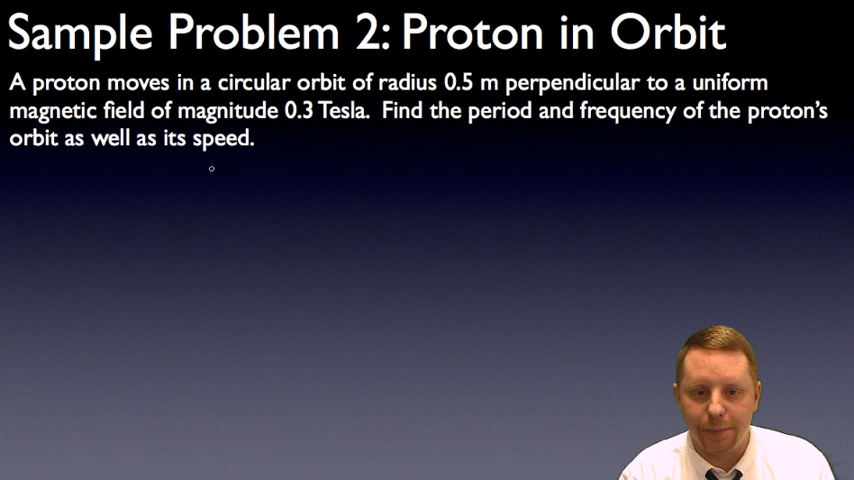 Sample Problem 2: Proton in Orbit
A proton moves in a circular orbit of radius 0.5 m perpendicular to a uniform
magnetic field of magnitude 0.3 Tesla.  Find the period and frequency of the proton's
orbit as well as its speed.